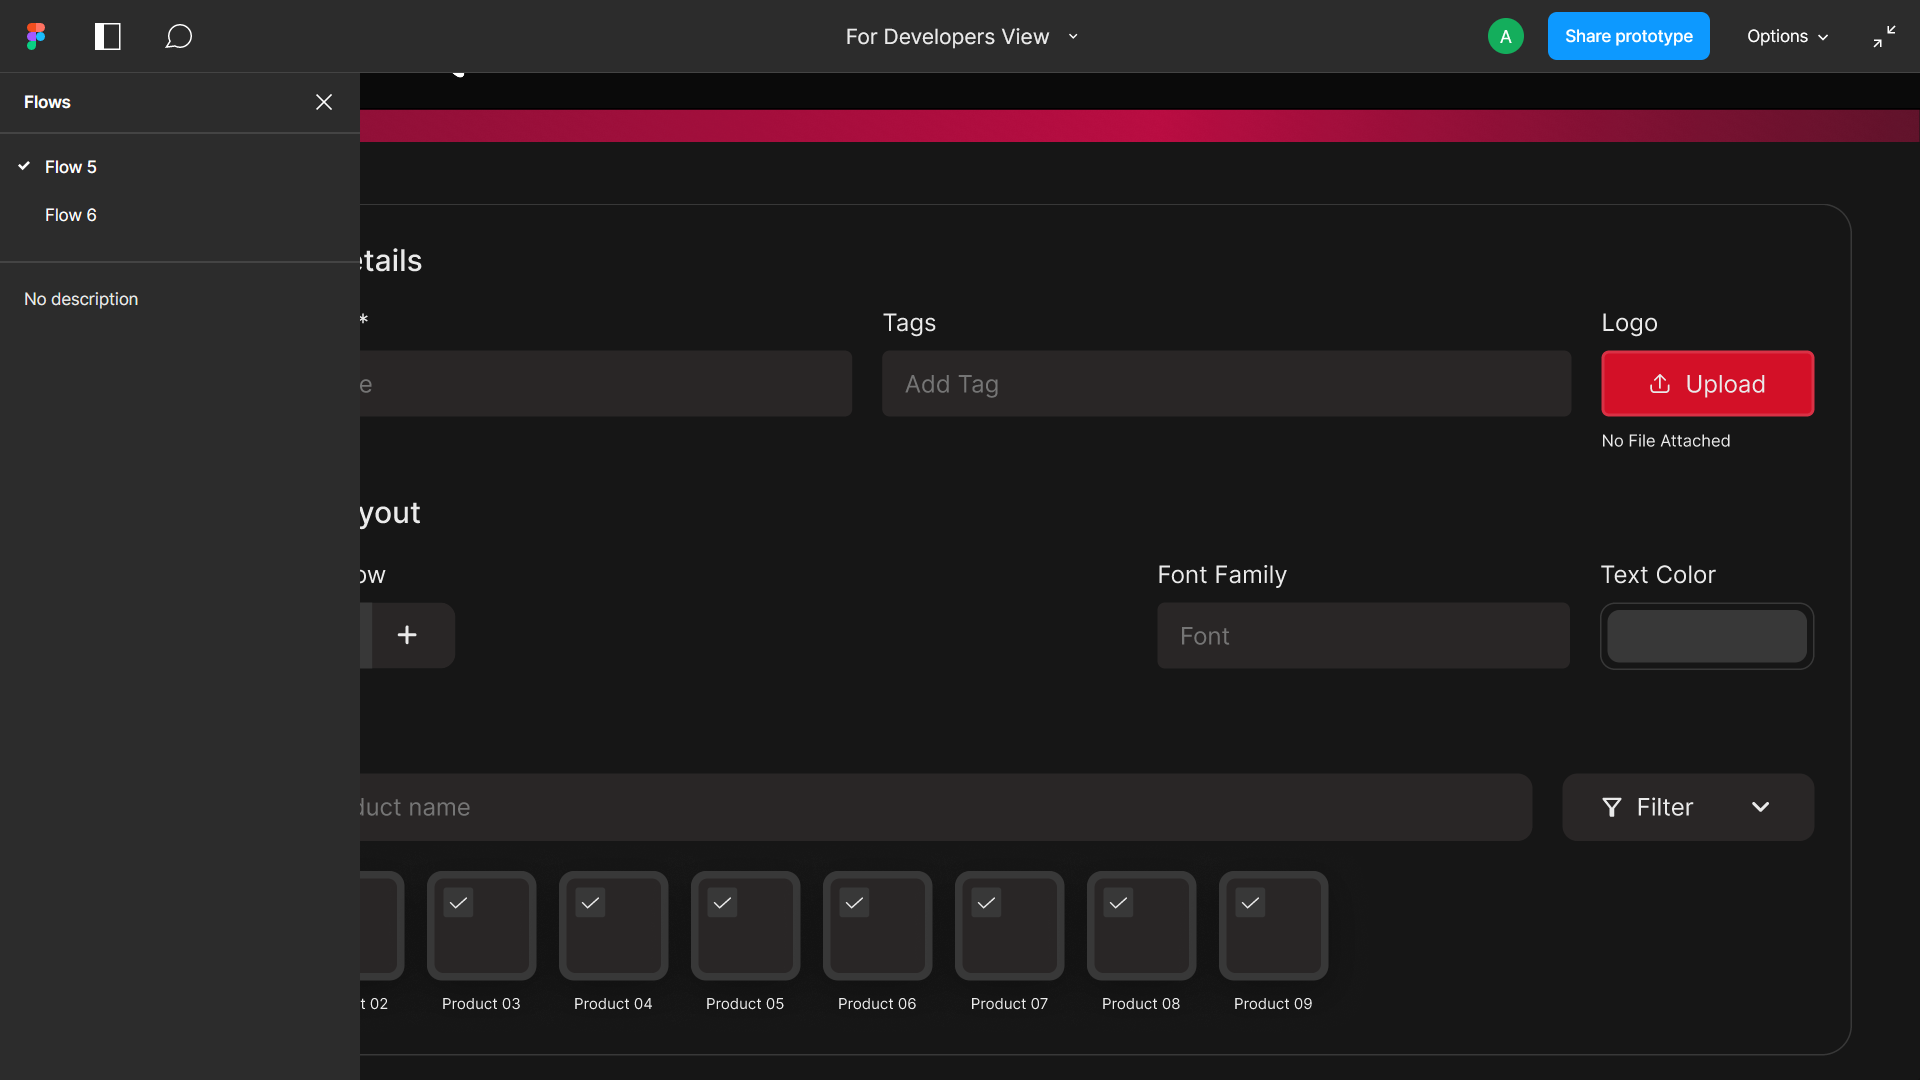 For Developers View
A
Share prototype
Options
Flows
Flow 5
Flow 6
No description
etails
*
Tags
Logo
e
Add Tag
Upload
No File Attached
yout
ow
Font Family
Text Color
+
Font
duct name
Filter
t 02
Product 03
Product 04
Product 05
Product 06
Product 07
Product 08
Product 09